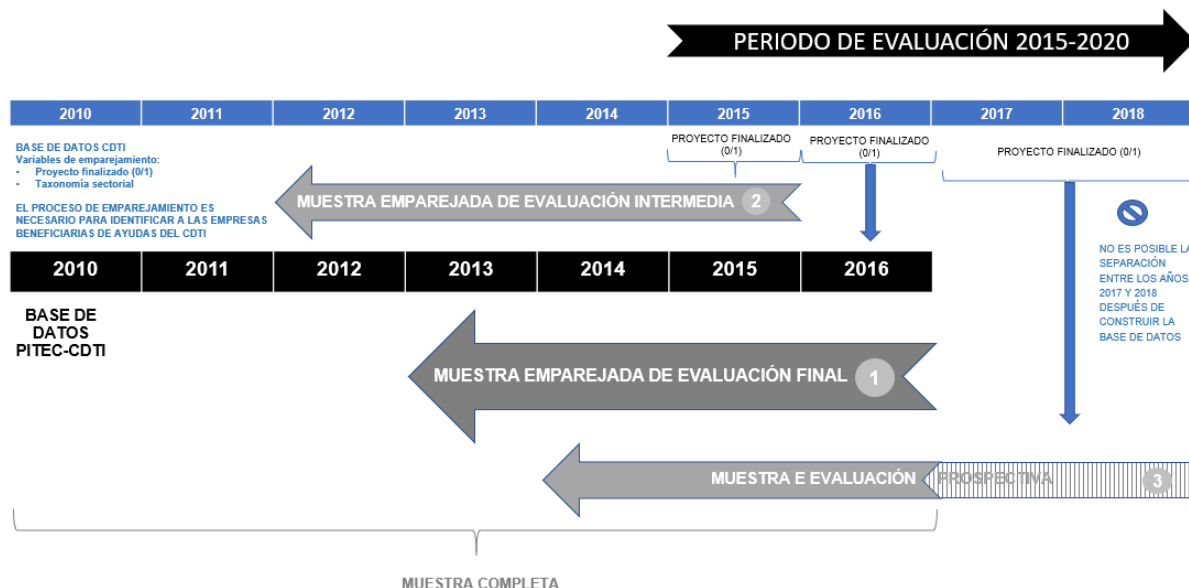 PERIODO DE EVALUACIÓN 2015-2020
2010 2011 2012 2013 2014 2015 2016 2017 2018
BASE DE DATOS CDTI
Variables de emparejamiento:
- Proyecto finalizado (0/1)
- Taxonomía sectorial
EL PROCESO DE EMPAREJAMIENTO ES
NECESARIO PARA IDENTIFICAR A LAS EMPRESAS
BENEFICIARIAS DE AYUDAS DEL CDTI
PROYECTO FINALIZADO
(0/1)
PROYECTO FINALIZADO
(0/1)
PROYECTO FINALIZADO (0/1)
MUESTRA EMPAREJADA DE EVALUACIÓN INTERMEDIA 2
NO ES POSIBLE LA
SEPARACIÓN
ENTRE LOS AÑOS
2017 Y 2018
DESPUÉS DE
CONSTRUIR LA
BASE DE DATOS
2010 2011 2012 2013 2014 2015 2016
BASE DE
DATOS
PITEC-CDTI
MUESTRA EMPAREJADA DE EVALUACIÓN FINAL 1
MUESTRA E EVALUACIÓN PROSPECTIVA 3
MUESTRA COMPLETA